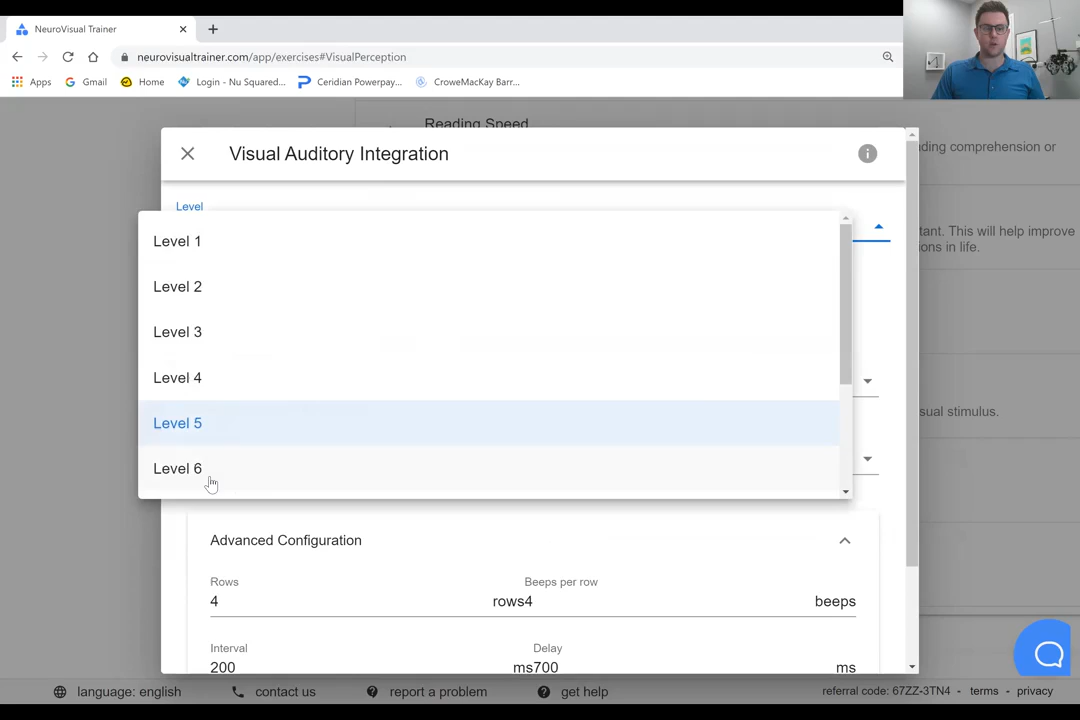 NeuroVisual Trainer
neurovisualtrainer.com/app/exercises#VisualPerception
Apps Gmail Home Login - Nu Squared... Ceridian Powerpay... CroweMacKay Barr...
Reading Speed
ding comprehension or
Visual Auditory Integration
Level
tant. This will help improve
ons in life.
Level 1
Level 2
Level 3
Level 4
Level 5
Level 6
sual stimulus.
Advanced Configuration
Rows Beeps per row
4 rows4 beeps
Interval Delay
200 ms700 ms
language: english contact us report a problem get help referral code: 67ZZ-3TN4 - terms - privacy